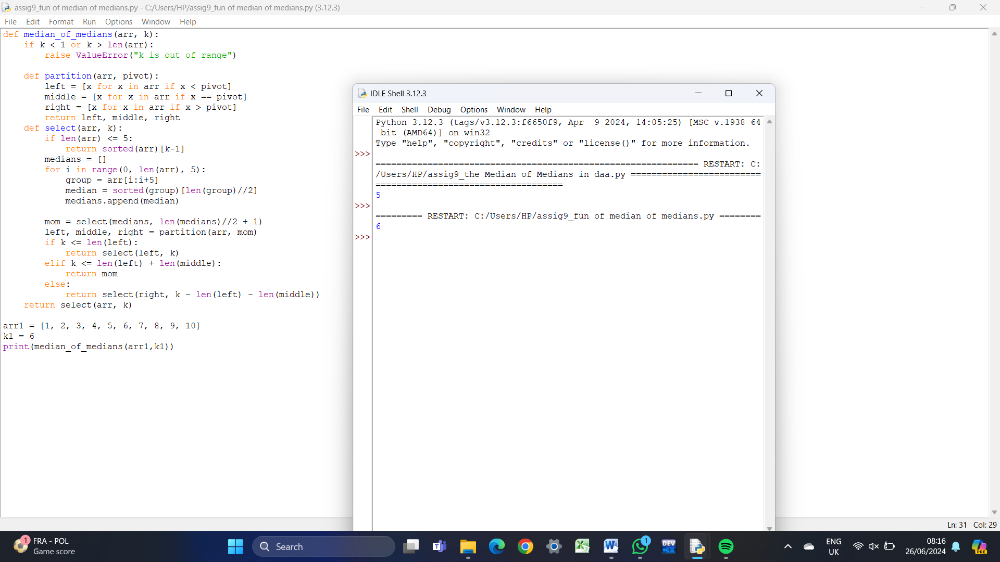 assig9_fun of median of medians.py - C:/Users/HP/assig9_fun of median of medians.py (3.12.3)
File Edit Format Run Options Window Help
def median_of_medians(arr, k):
    if k < 1 or k > len(arr):
        raise ValueError("k is out of range")
    def partition(arr, pivot):
        left = [x for x in arr if x < pivot]
        middle = [x for x in arr if x == pivot]
        right = [x for x in arr if x > pivot]
        return left, middle, right
    def select(arr, k):
        if len(arr) <= 5:
            return sorted(arr)[k-1]
        medians = []
        for i in range(0, len(arr), 5):
            group = arr[i:i+5]
            median = sorted(group)[len(group)//2]
            medians.append(median)
        mom = select(medians, len(medians)//2 + 1)
        left, middle, right = partition(arr, mom)
        if k <= len(left):
            return select(left, k)
        elif k <= len(left) + len(middle):
            return mom
        else:
            return select(right, k - len(left) - len(middle))
    return select(arr, k)
arr1 = [1, 2, 3, 4, 5, 6, 7, 8, 9, 10]
k1 = 6
print(median_of_medians(arr1,k1))
IDLE Shell 3.12.3
File Edit Shell Debug Options Window Help
Python 3.12.3 (tags/v3.12.3:f6650f9, Apr  9 2024, 14:05:25) [MSC v.1938 64
 bit (AMD64)] on win32
Type "help", "copyright", "credits" or "license()" for more information.
>>>
============================================================== RESTART: C:
/Users/HP/assig9_the Median of Medians in daa.py =========================
====================================
5
>>>
========= RESTART: C:/Users/HP/assig9_fun of median of medians.py ========
6
>>>
Ln: 31 Col: 29
1
FRA - POL
Game score
Search
1
DEV
PRE
ENG
UK
08:16
26/06/2024